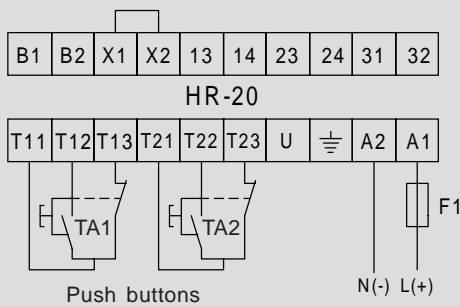 B1 B2 X1 X2 13 14 23 24 31 32
HR-20
T11 T12 T13 T21 T22 T23 U A2 A1
F1
TA1 TA2
N(-) L(+)
Push buttons